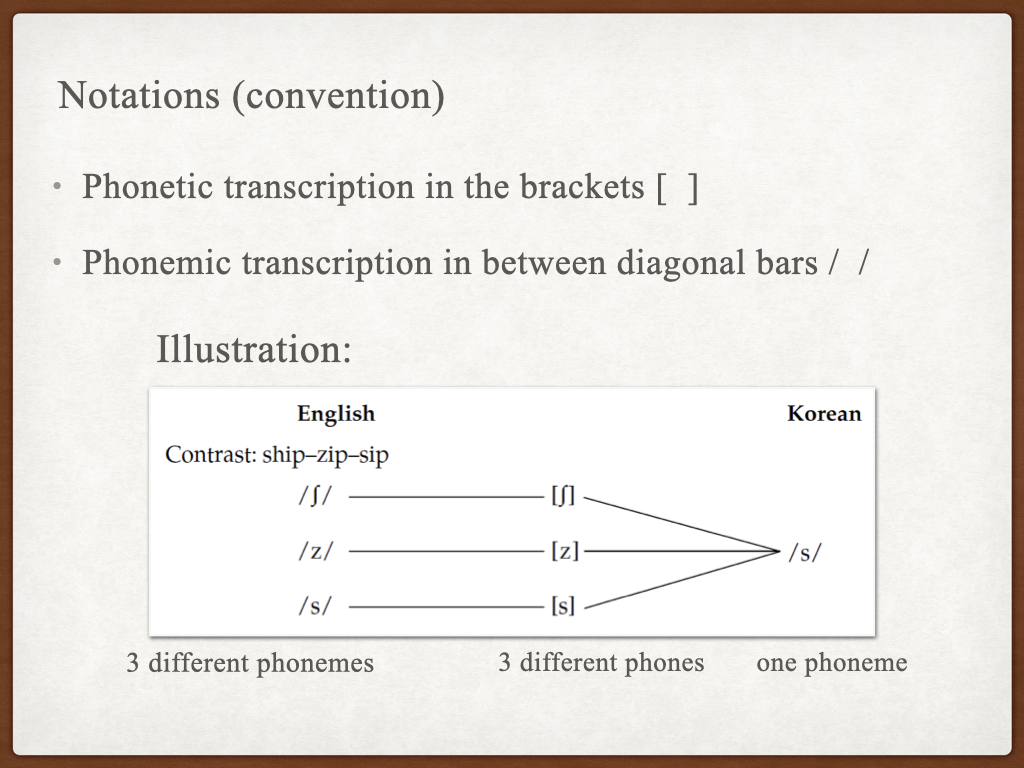 Notations (convention)
• Phonetic transcription in the brackets [ ]
• Phonemic transcription in between diagonal bars / /
Illustration:
English Korean
Contrast: ship–zip–sip
/ʃ/ [ʃ]
/z/ [z] /s/
/s/ [s]
3 different phonemes 3 different phones one phoneme